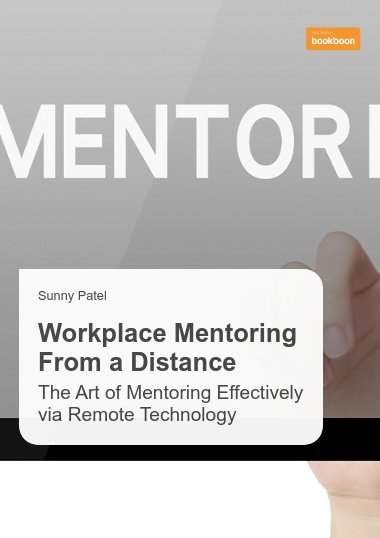 bookboon
MENTORI
Sunny Patel
Workplace Mentoring
From a Distance
The Art of Mentoring Effectively
via Remote Technology